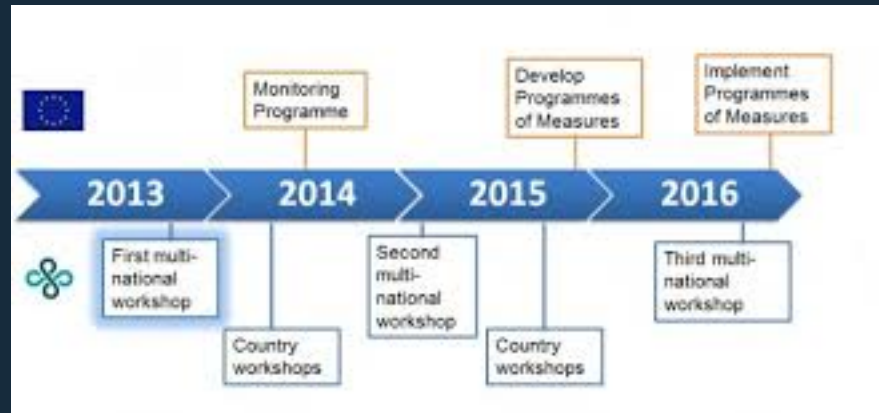 Monitoring
Programme
Develop
Programmes
of Measures
Implement
Programmes
of Measures
2013
2014
2015
2016
First multi-
national
workshop
Country
workshops
Second
multi-
national
workshop
Country
workshops
Third multi-
national
workshop